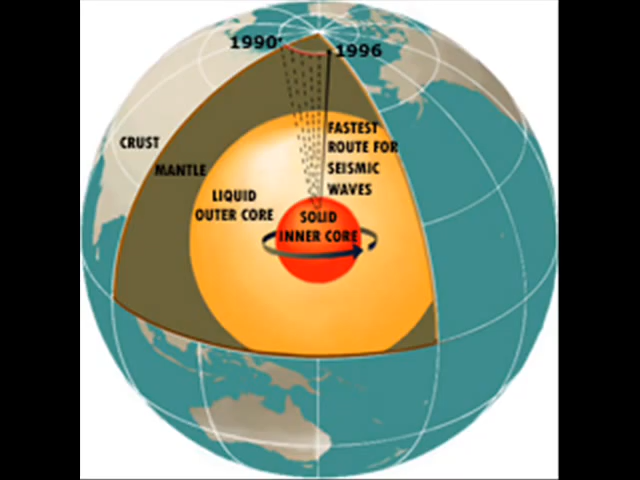 1990
1996
FASTEST
ROUTE FOR
SEISMIC
WAVES
CRUST
MANTLE
LIQUID
OUTER CORE
SOLID
INNER CORE